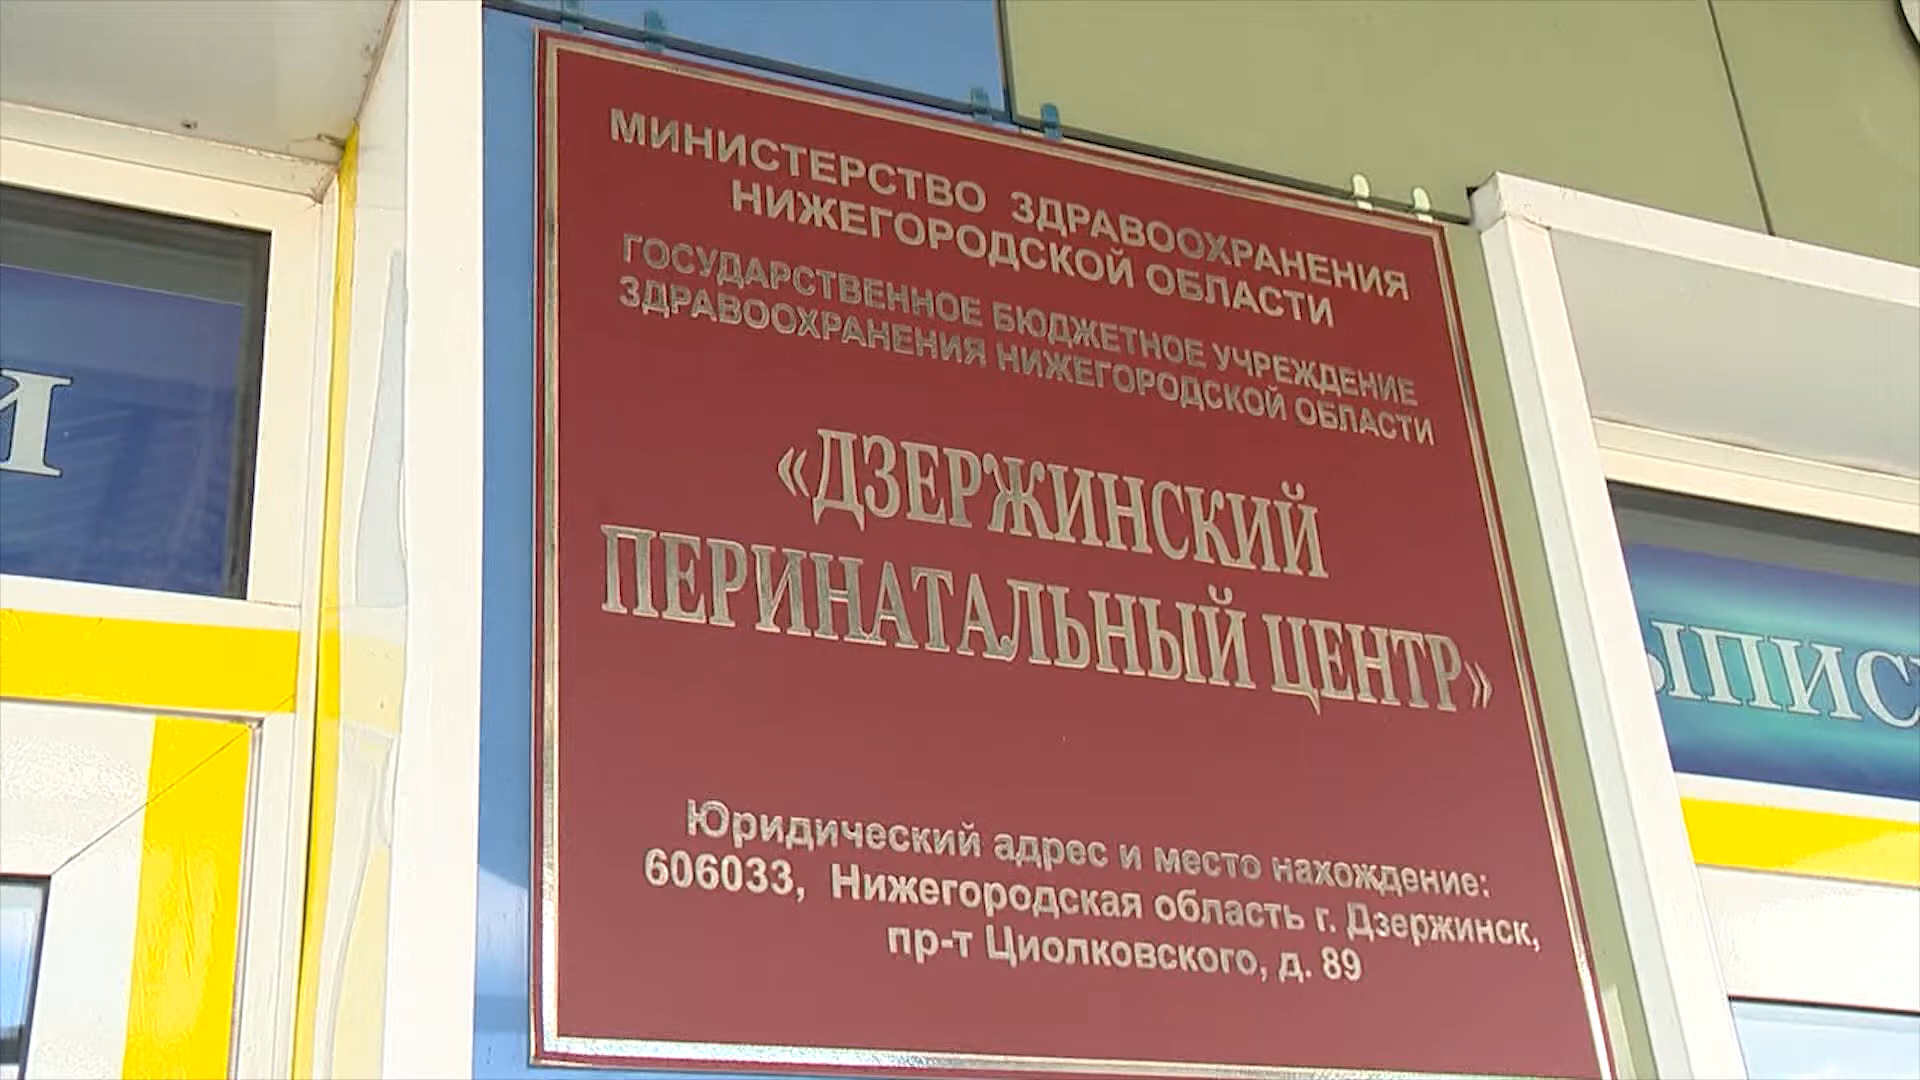 МИНИСТЕРСТВО ЗДРАВООХРАНЕНИЯ
НИЖЕГОРОДСКОЙ ОБЛАСТИ
ГОСУДАРСТВЕННОЕ БЮДЖЕТНОЕ УЧРЕЖДЕНИЕ
ЗДРАВООХРАНЕНИЯ НИЖЕГОРОДСКОЙ ОБЛАСТИ
«ДЗЕРЖИНСКИЙ
ПЕРИНАТАЛЬНЫЙ ЦЕНТР»
Юридический адрес и место нахождение:
606033, Нижегородская область г. Дзержинск,
пр-т Циолковского, д. 89